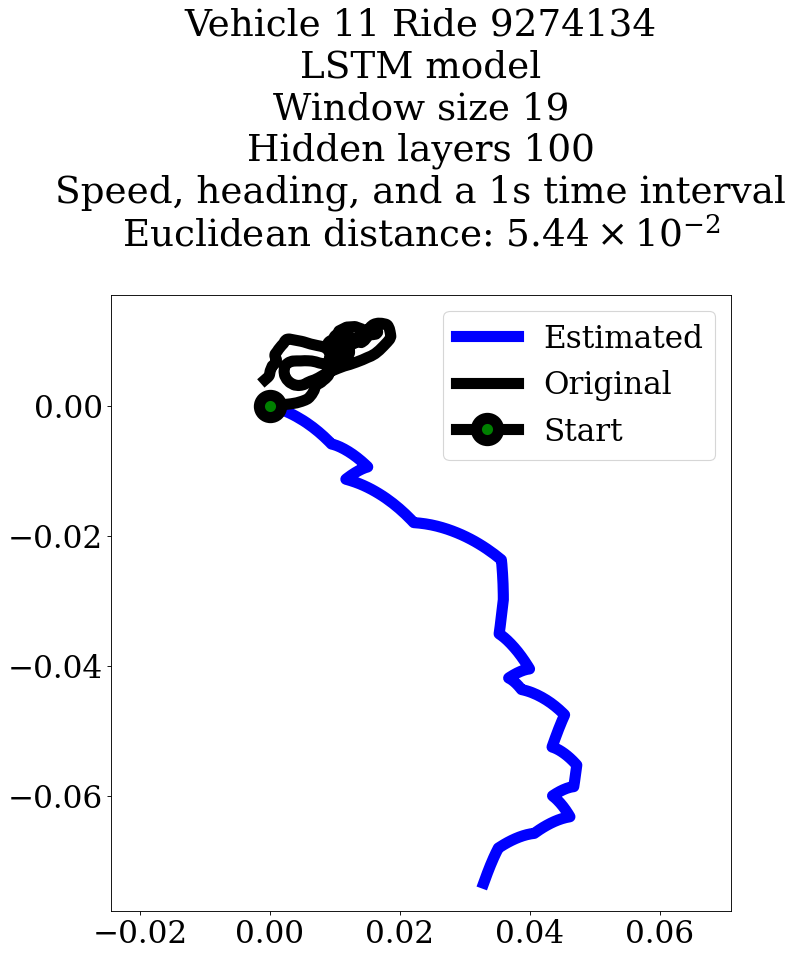 Vehicle 11 Ride 9274134
LSTM model
Window size 19
Hidden layers 100
Speed, heading, and a 1s time interval
Euclidean distance: 5.44 × 10⁻²
Estimated
Original
Start
0.00
−0.02
−0.04
−0.06
−0.02 0.00 0.02 0.04 0.06